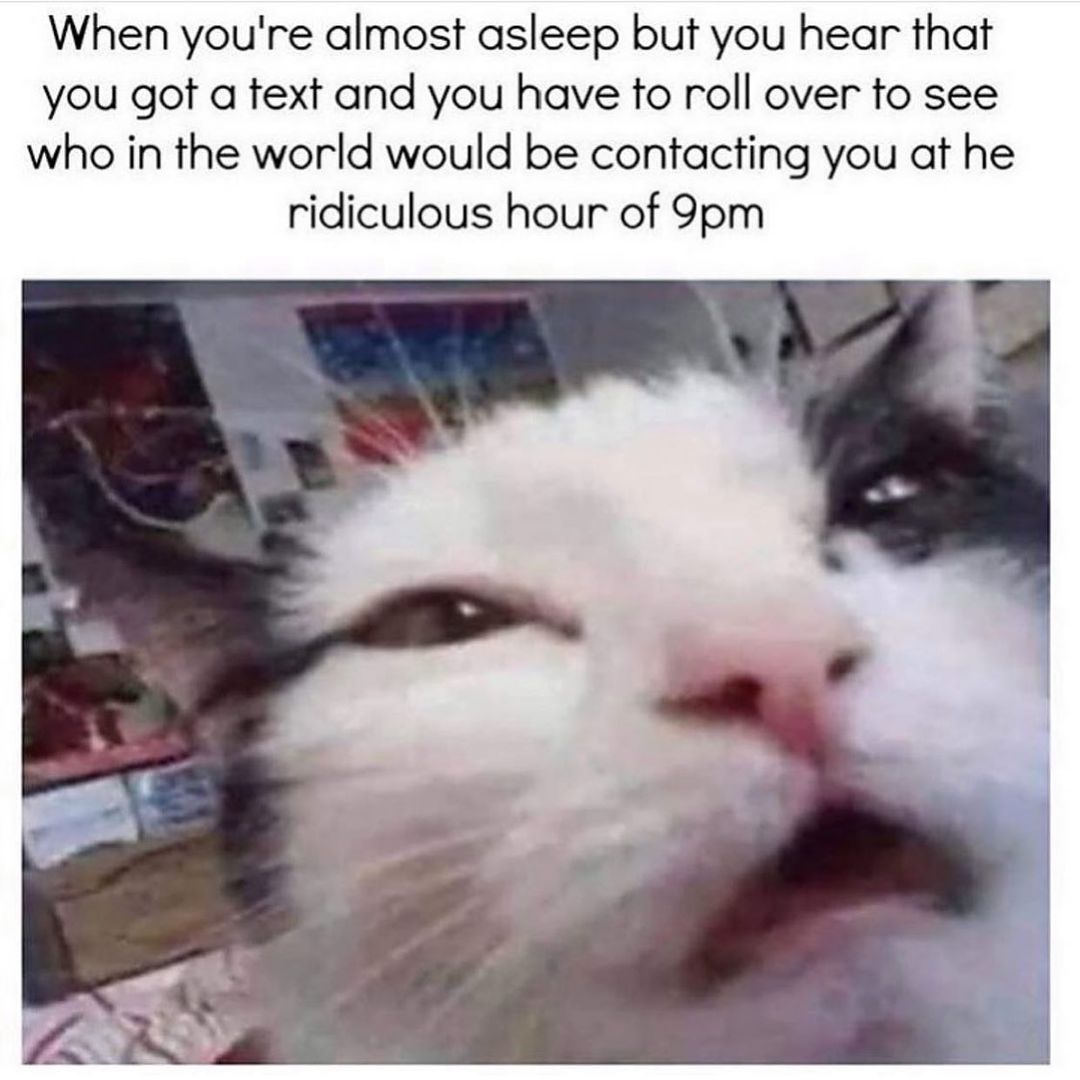 When you're almost asleep but you hear that
you got a text and you have to roll over to see
who in the world would be contacting you at he
ridiculous hour of 9pm